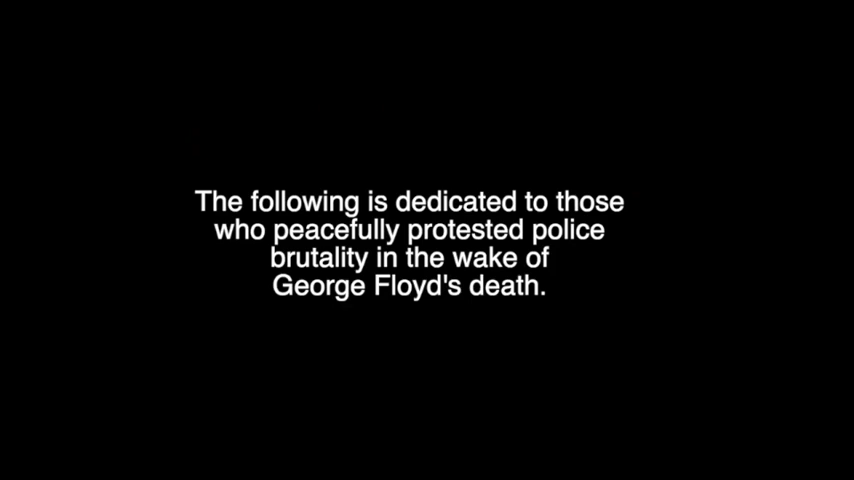 The following is dedicated to those
who peacefully protested police
brutality in the wake of
George Floyd's death.